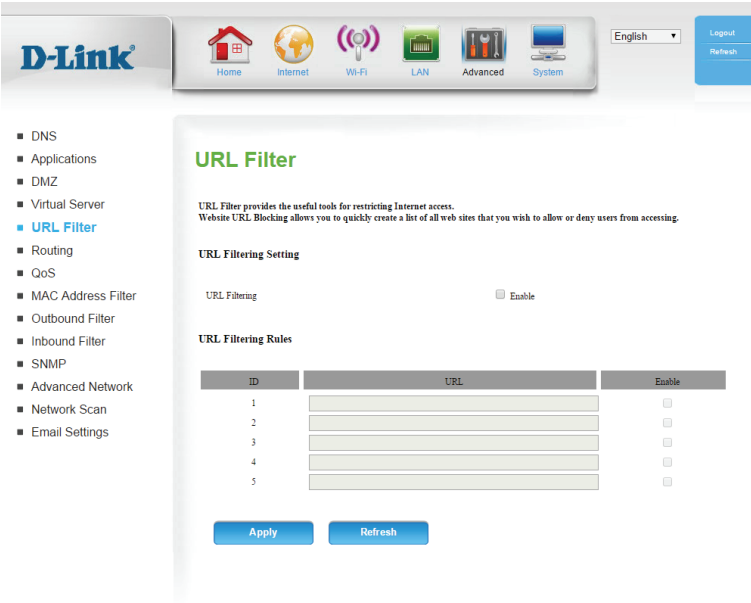 D-Link®
Home Internet Wi-Fi LAN Advanced System
English
Logout
Refresh
DNS
Applications
DMZ
Virtual Server
URL Filter
Routing
QoS
MAC Address Filter
Outbound Filter
Inbound Filter
SNMP
Advanced Network
Network Scan
Email Settings
URL Filter
URL Filter provides the useful tools for restricting Internet access.
Website URL Blocking allows you to quickly create a list of all web sites that you wish to allow or deny users from accessing.
URL Filtering Setting
URL Filtering Enable
URL Filtering Rules
ID URL Enable
1
2
3
4
5
Apply Refresh